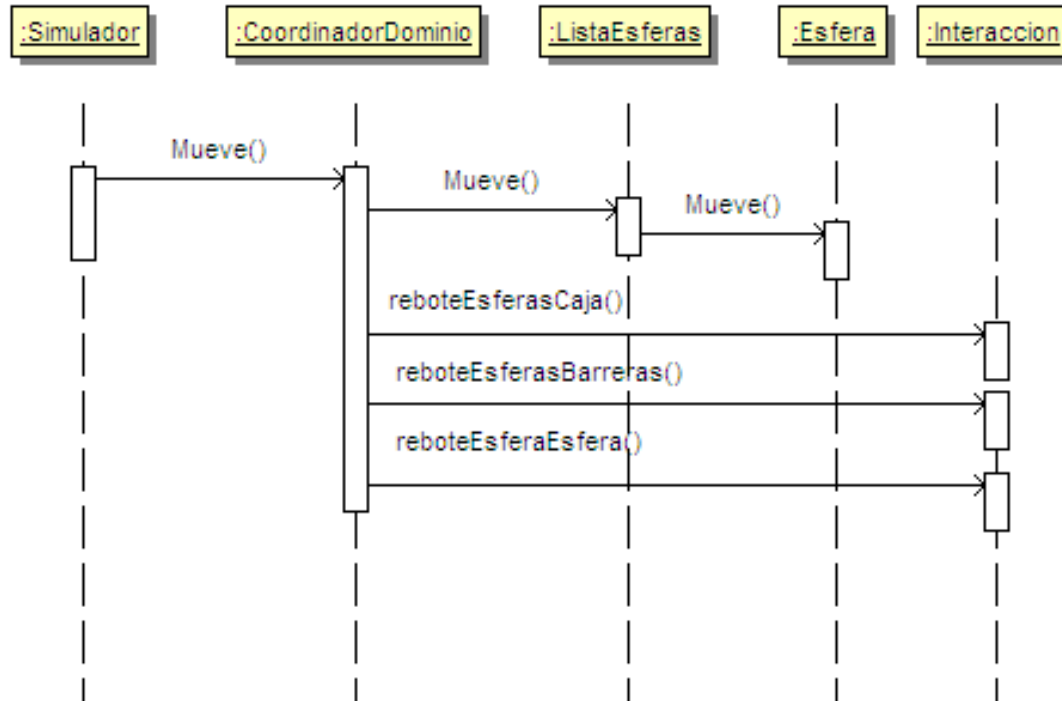 :Simulador
:CoordinadorDominio
:ListaEsferas
:Esfera
:Interaccion
Mueve()
Mueve()
Mueve()
reboteEsferasCaja()
reboteEsferasBarreras()
reboteEsferaEsfera()